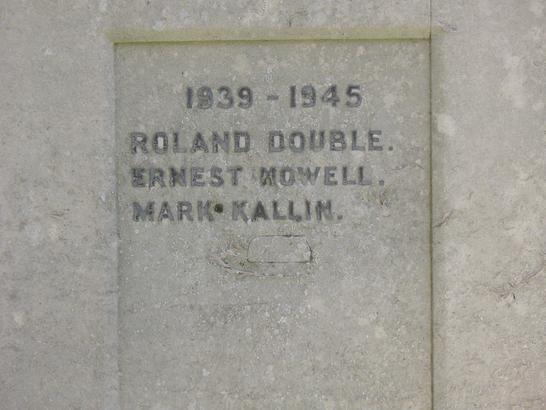 1939 - 1945
ROLAND DOUBLE.
ERNEST HOWELL.
MARK KALLIN.